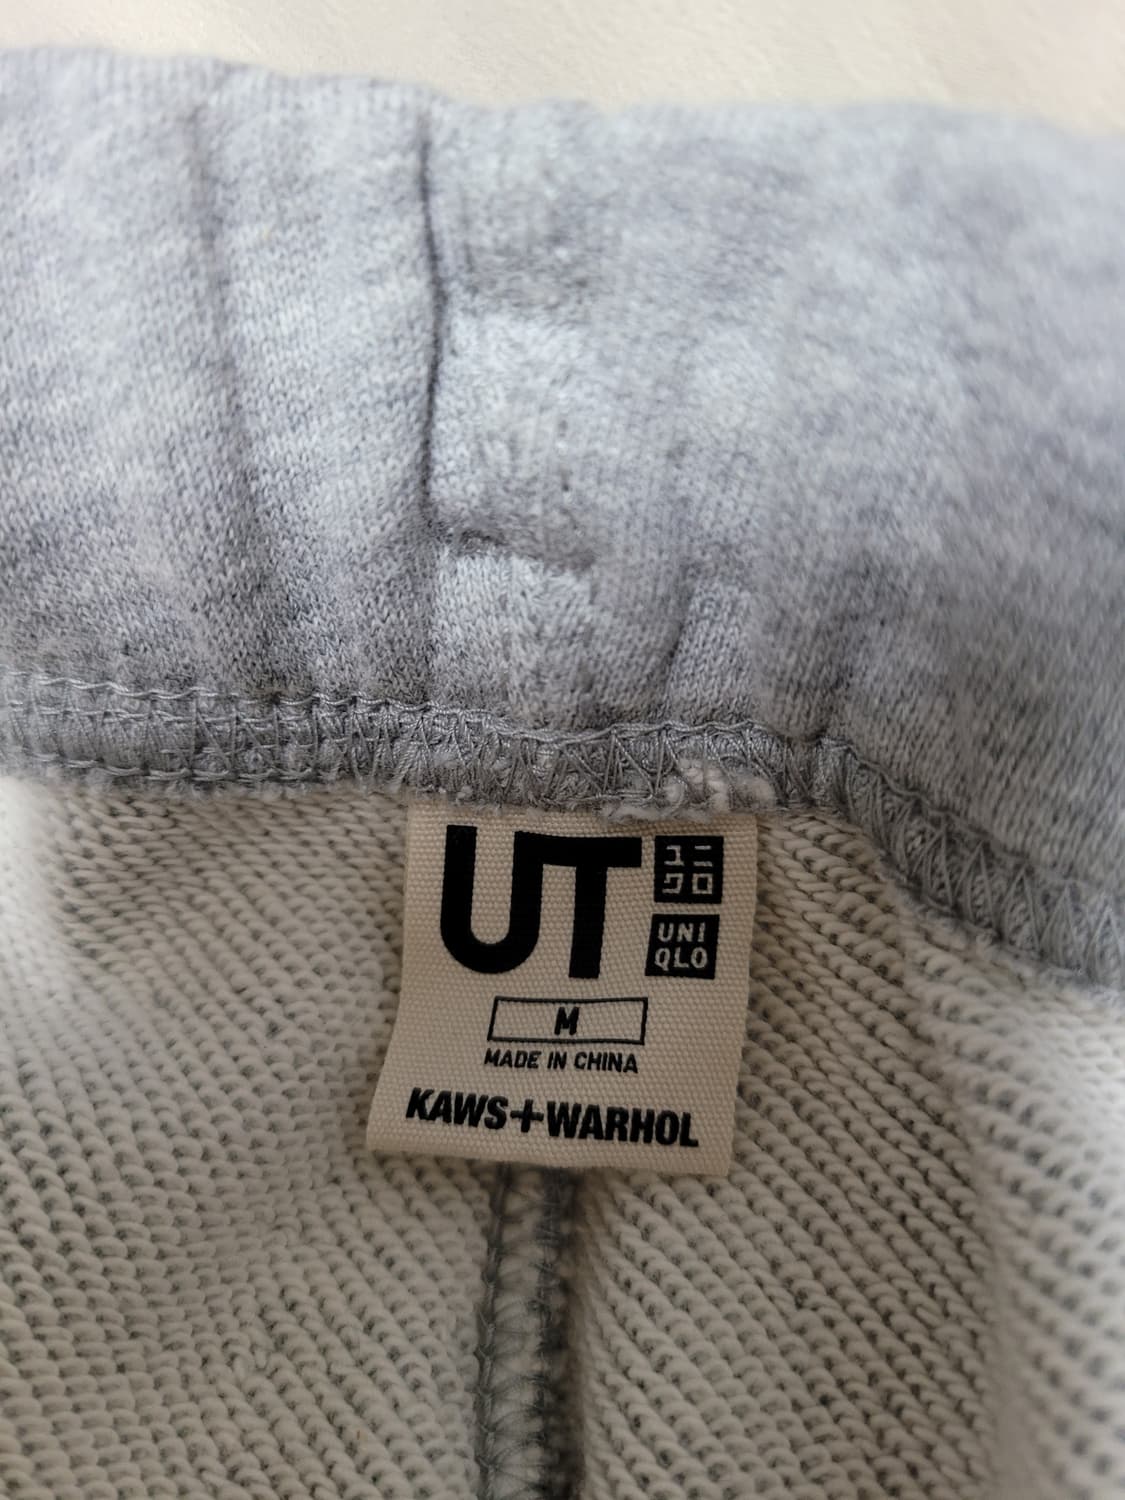 UT
ユニ
クロ
UNI
QLO
M
MADE IN CHINA
KAWS+WARHOL